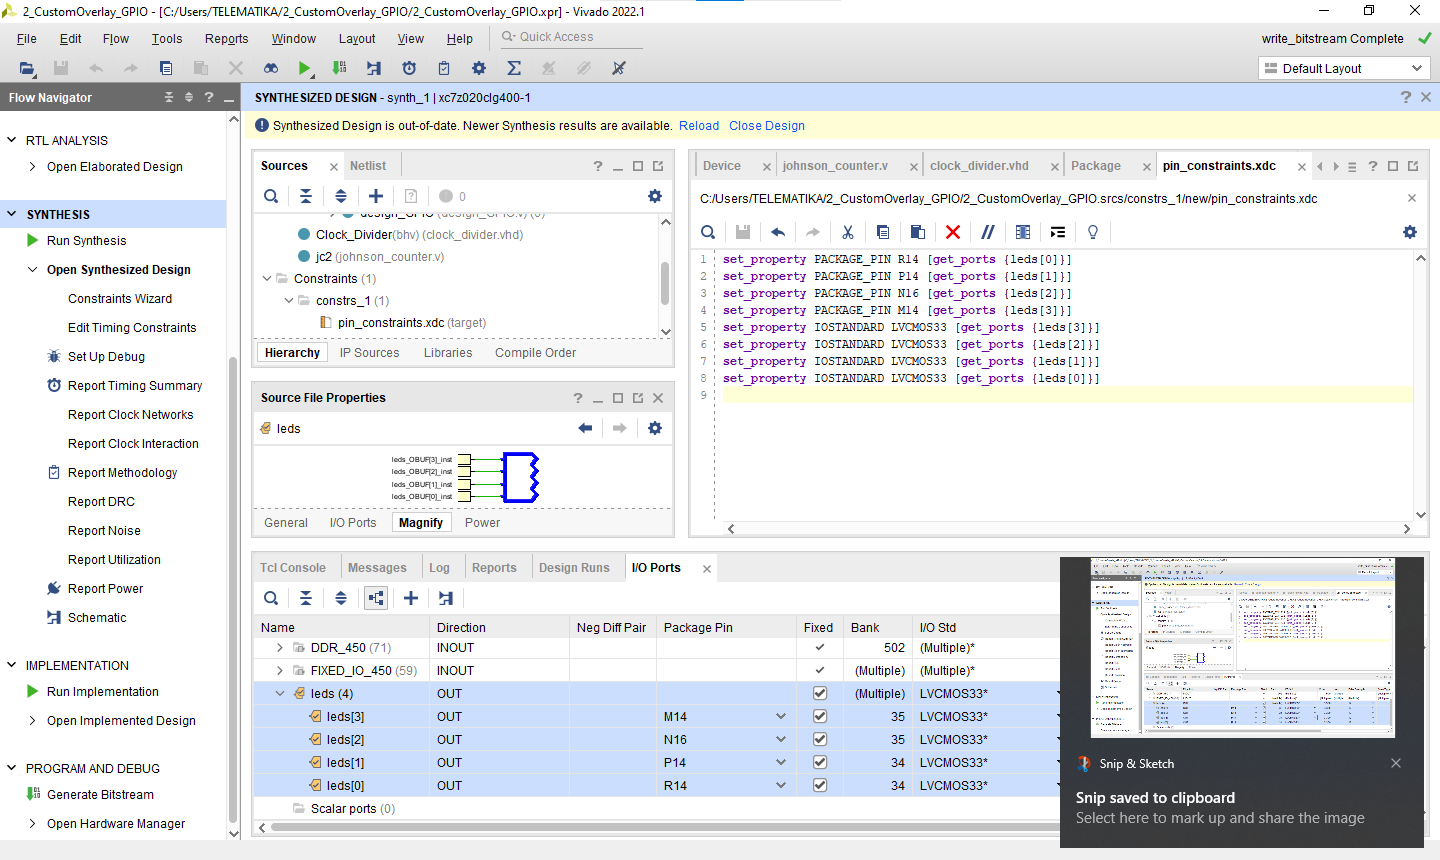 2_CustomOverlay_GPIO - [C:/Users/TELEMATIKA/2_CustomOverlay_GPIO/2_CustomOverlay_GPIO.xpr] - Vivado 2022.1
File Edit Flow Tools Reports Window Layout View Help Quick Access
write_bitstream Complete
Default Layout
Flow Navigator
RTL ANALYSIS
Open Elaborated Design
SYNTHESIS
Run Synthesis
Open Synthesized Design
Constraints Wizard
Edit Timing Constraints
Set Up Debug
Report Timing Summary
Report Clock Networks
Report Clock Interaction
Report Methodology
Report DRC
Report Noise
Report Utilization
Report Power
Schematic
IMPLEMENTATION
Run Implementation
Open Implemented Design
PROGRAM AND DEBUG
Generate Bitstream
Open Hardware Manager
SYNTHESIZED DESIGN - synth_1 | xc7z020clg400-1
Synthesized Design is out-of-date. Newer Synthesis results are available. Reload Close Design
Sources Netlist
0
design_GPIO (design_GPIO.v) (6)
Clock_Divider(bhv) (clock_divider.vhd)
jc2 (johnson_counter.v)
Constraints (1)
constrs_1 (1)
pin_constraints.xdc (target)
Hierarchy IP Sources Libraries Compile Order
Source File Properties
leds
leds_OBUF[3]_inst
leds_OBUF[2]_inst
leds_OBUF[1]_inst
leds_OBUF[0]_inst
General I/O Ports Magnify Power
Device johnson_counter.v clock_divider.vhd Package pin_constraints.xdc
C:/Users/TELEMATIKA/2_CustomOverlay_GPIO/2_CustomOverlay_GPIO.srcs/constrs_1/new/pin_constraints.xdc
1 set_property PACKAGE_PIN R14 [get_ports {leds[0]}]
2 set_property PACKAGE_PIN P14 [get_ports {leds[1]}]
3 set_property PACKAGE_PIN N16 [get_ports {leds[2]}]
4 set_property PACKAGE_PIN M14 [get_ports {leds[3]}]
5 set_property IOSTANDARD LVCMOS33 [get_ports {leds[3]}]
6 set_property IOSTANDARD LVCMOS33 [get_ports {leds[2]}]
7 set_property IOSTANDARD LVCMOS33 [get_ports {leds[1]}]
8 set_property IOSTANDARD LVCMOS33 [get_ports {leds[0]}]
9
Tcl Console Messages Log Reports Design Runs I/O Ports
Name Direction Neg Diff Pair Package Pin Fixed Bank I/O Std
DDR_450 (71) INOUT 502 (Multiple)*
FIXED_IO_450 (59) INOUT (Multiple) (Multiple)*
leds (4) OUT (Multiple) LVCMOS33*
leds[3] OUT M14 35 LVCMOS33*
leds[2] OUT N16 35 LVCMOS33*
leds[1] OUT P14 34 LVCMOS33*
leds[0] OUT R14 34 LVCMOS33*
Scalar ports (0)
Snip & Sketch
Snip saved to clipboard
Select here to mark up and share the image